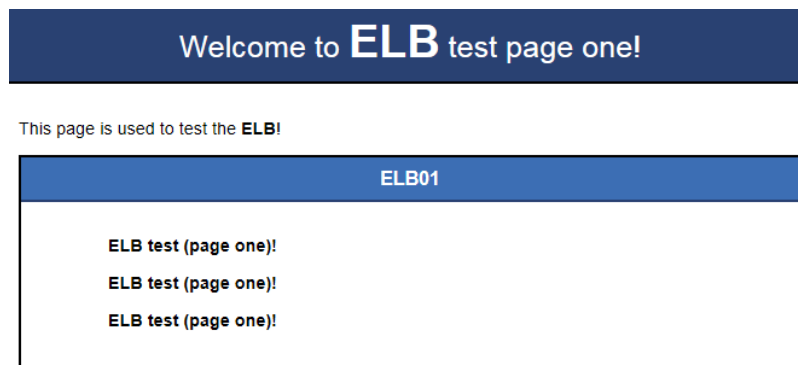 Welcome to ELB test page one!
This page is used to test the ELB!
ELB01
ELB test (page one)!
ELB test (page one)!
ELB test (page one)!